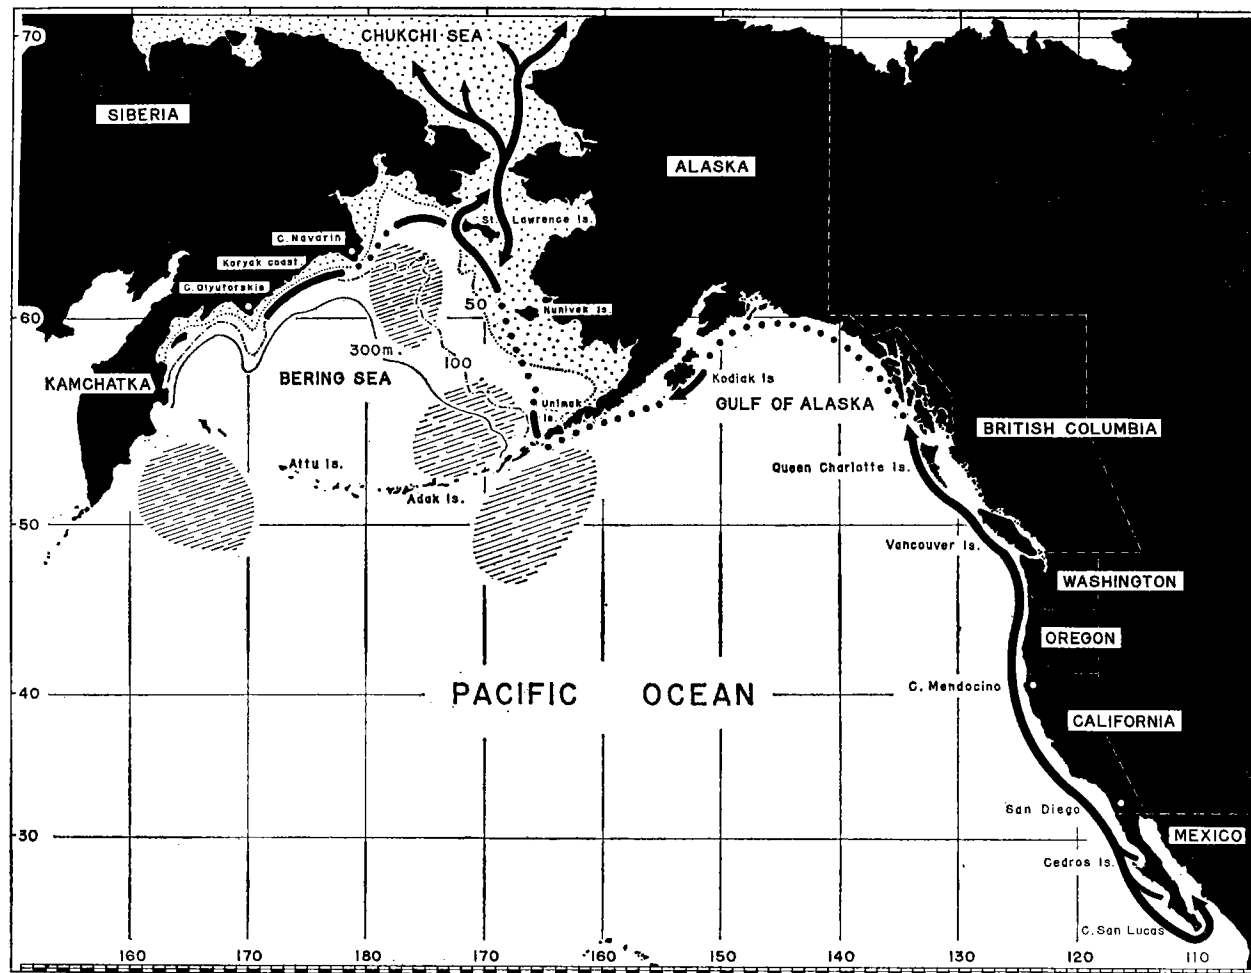 70
CHUKCHI SEA
SIBERIA
ALASKA
St. Lawrence Is.
C. Navarin
Koryak coast.
C. Olyutorskis
50
Nunivak Is.
60
300m.
100
KAMCHATKA
BERING SEA
Unimak
Is.
Kodiak Is
GULF OF ALASKA
BRITISH COLUMBIA
Attu Is.
Adak Is.
Queen Charlotte Is.
50
Vancouver Is.
WASHINGTON
OREGON
40
PACIFIC OCEAN
C. Mendocino
CALIFORNIA
San Diego
30
MEXICO
Cedros Is.
C. San Lucas
160 170 180 170 160 150 140 130 120 110